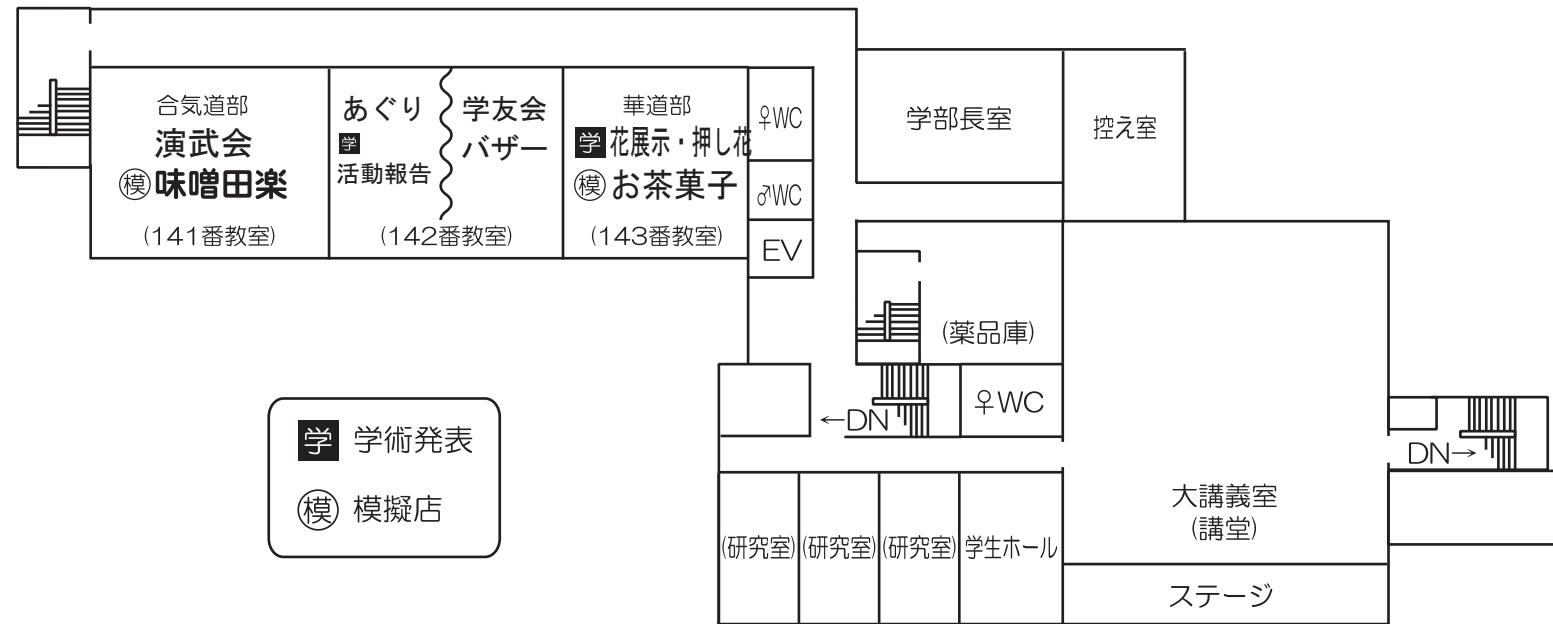 合気道部
演武会
模 味噌田楽
(141番教室)
あぐり
学
活動報告
学友会
バザー
(142番教室)
華道部
学 花展示・押し花
模 お茶菓子
(143番教室)
♀WC
♂WC
EV
学部長室
控え室
(薬品庫)
♀WC
←DN
DN→
大講義室
(講堂)
ステージ
(研究室)
(研究室)
(研究室)
学生ホール
学 学術発表
模 模擬店